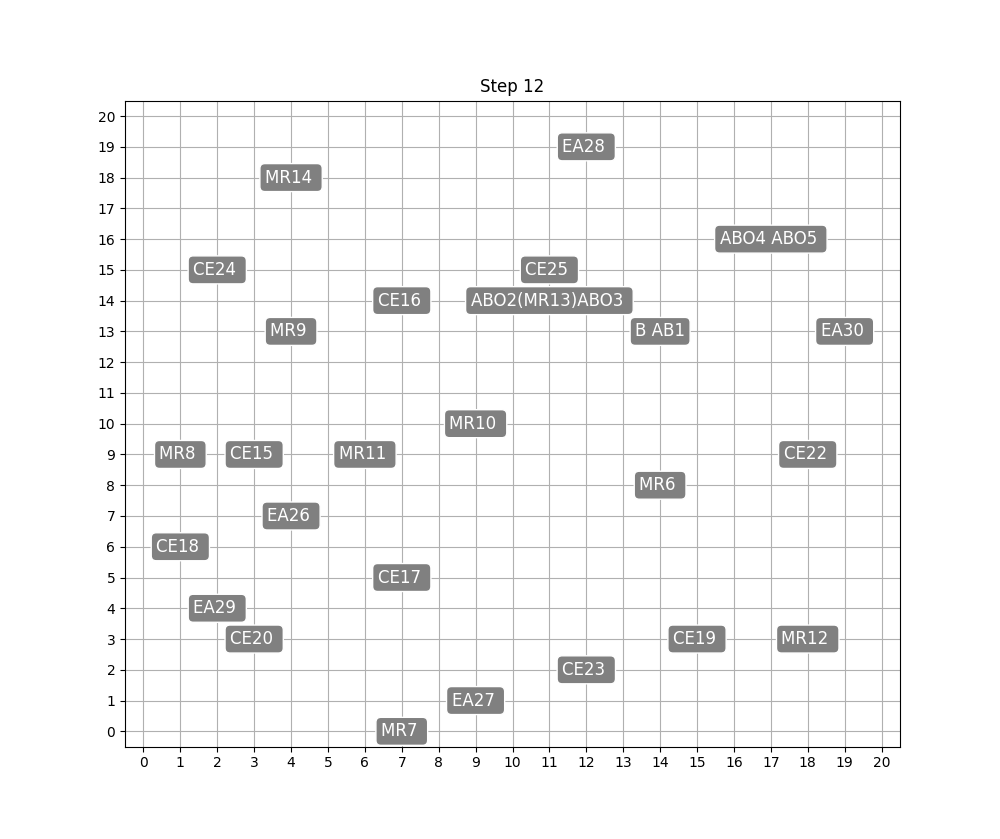 Step 12
20
19 EA28
18 MR14
17
16 ABO4 ABO5
15 CE24 CE25
14 CE16 ABO2(MR13)ABO3
13 MR9 B AB1 EA30
12
11
10 MR10
9 MR8 CE15 MR11 CE22
8 MR6
7 EA26
6 CE18
5 CE17
4 EA29
3 CE20 CE19 MR12
2 CE23
1 EA27
0 MR7
0 1 2 3 4 5 6 7 8 9 10 11 12 13 14 15 16 17 18 19 20